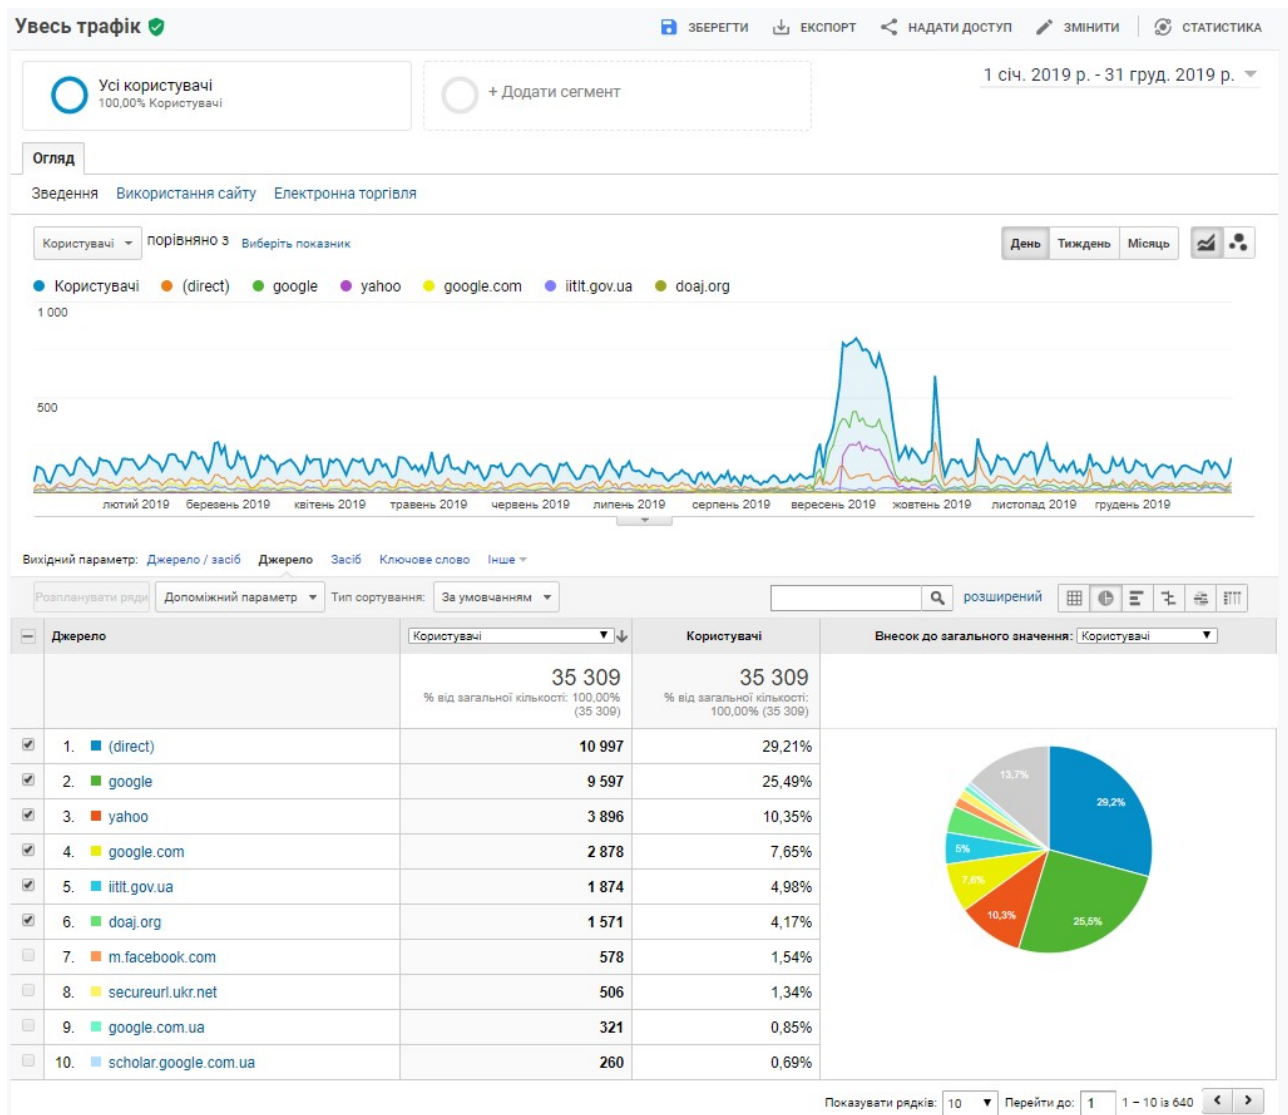 Увесь трафік
ЗБЕРЕГТИ ЕКСПОРТ НАДАТИ ДОСТУП ЗМІНИТИ СТАТИСТИКА
Усі користувачі
100,00% Користувачі
+ Додати сегмент
1 січ. 2019 р. - 31 груд. 2019 р.
Огляд
Зведення Використання сайту Електронна торгівля
Користувачі порівняно з Виберіть показник
День Тиждень Місяць
Користувачі (direct) google yahoo google.com iitlt.gov.ua doaj.org
1 000
500
лютий 2019 березень 2019 квітень 2019 травень 2019 червень 2019 липень 2019 серпень 2019 вересень 2019 жовтень 2019 листопад 2019 грудень 2019
Вихідний параметр: Джерело / засіб Джерело Засіб Ключове слово Інше
Розпланувати ряди Допоміжний параметр Тип сортування: За умовчанням розширений
Джерело Користувачі Користувачі Внесок до загального значення: Користувачі
35 309 35 309
% від загальної кількості: 100,00% % від загальної кількості:
(35 309) 100,00% (35 309)
1. (direct) 10 997 29,21%
2. google 9 597 25,49%
3. yahoo 3 896 10,35%
4. google.com 2 878 7,65%
5. iitlt.gov.ua 1 874 4,98%
6. doaj.org 1 571 4,17%
7. m.facebook.com 578 1,54%
8. secureurl.ukr.net 506 1,34%
9. google.com.ua 321 0,85%
10. scholar.google.com.ua 260 0,69%
13,7%
29,2%
5%
7,6%
10,3%
25,5%
Показувати рядків: 10 Перейти до: 1 1 – 10 із 640